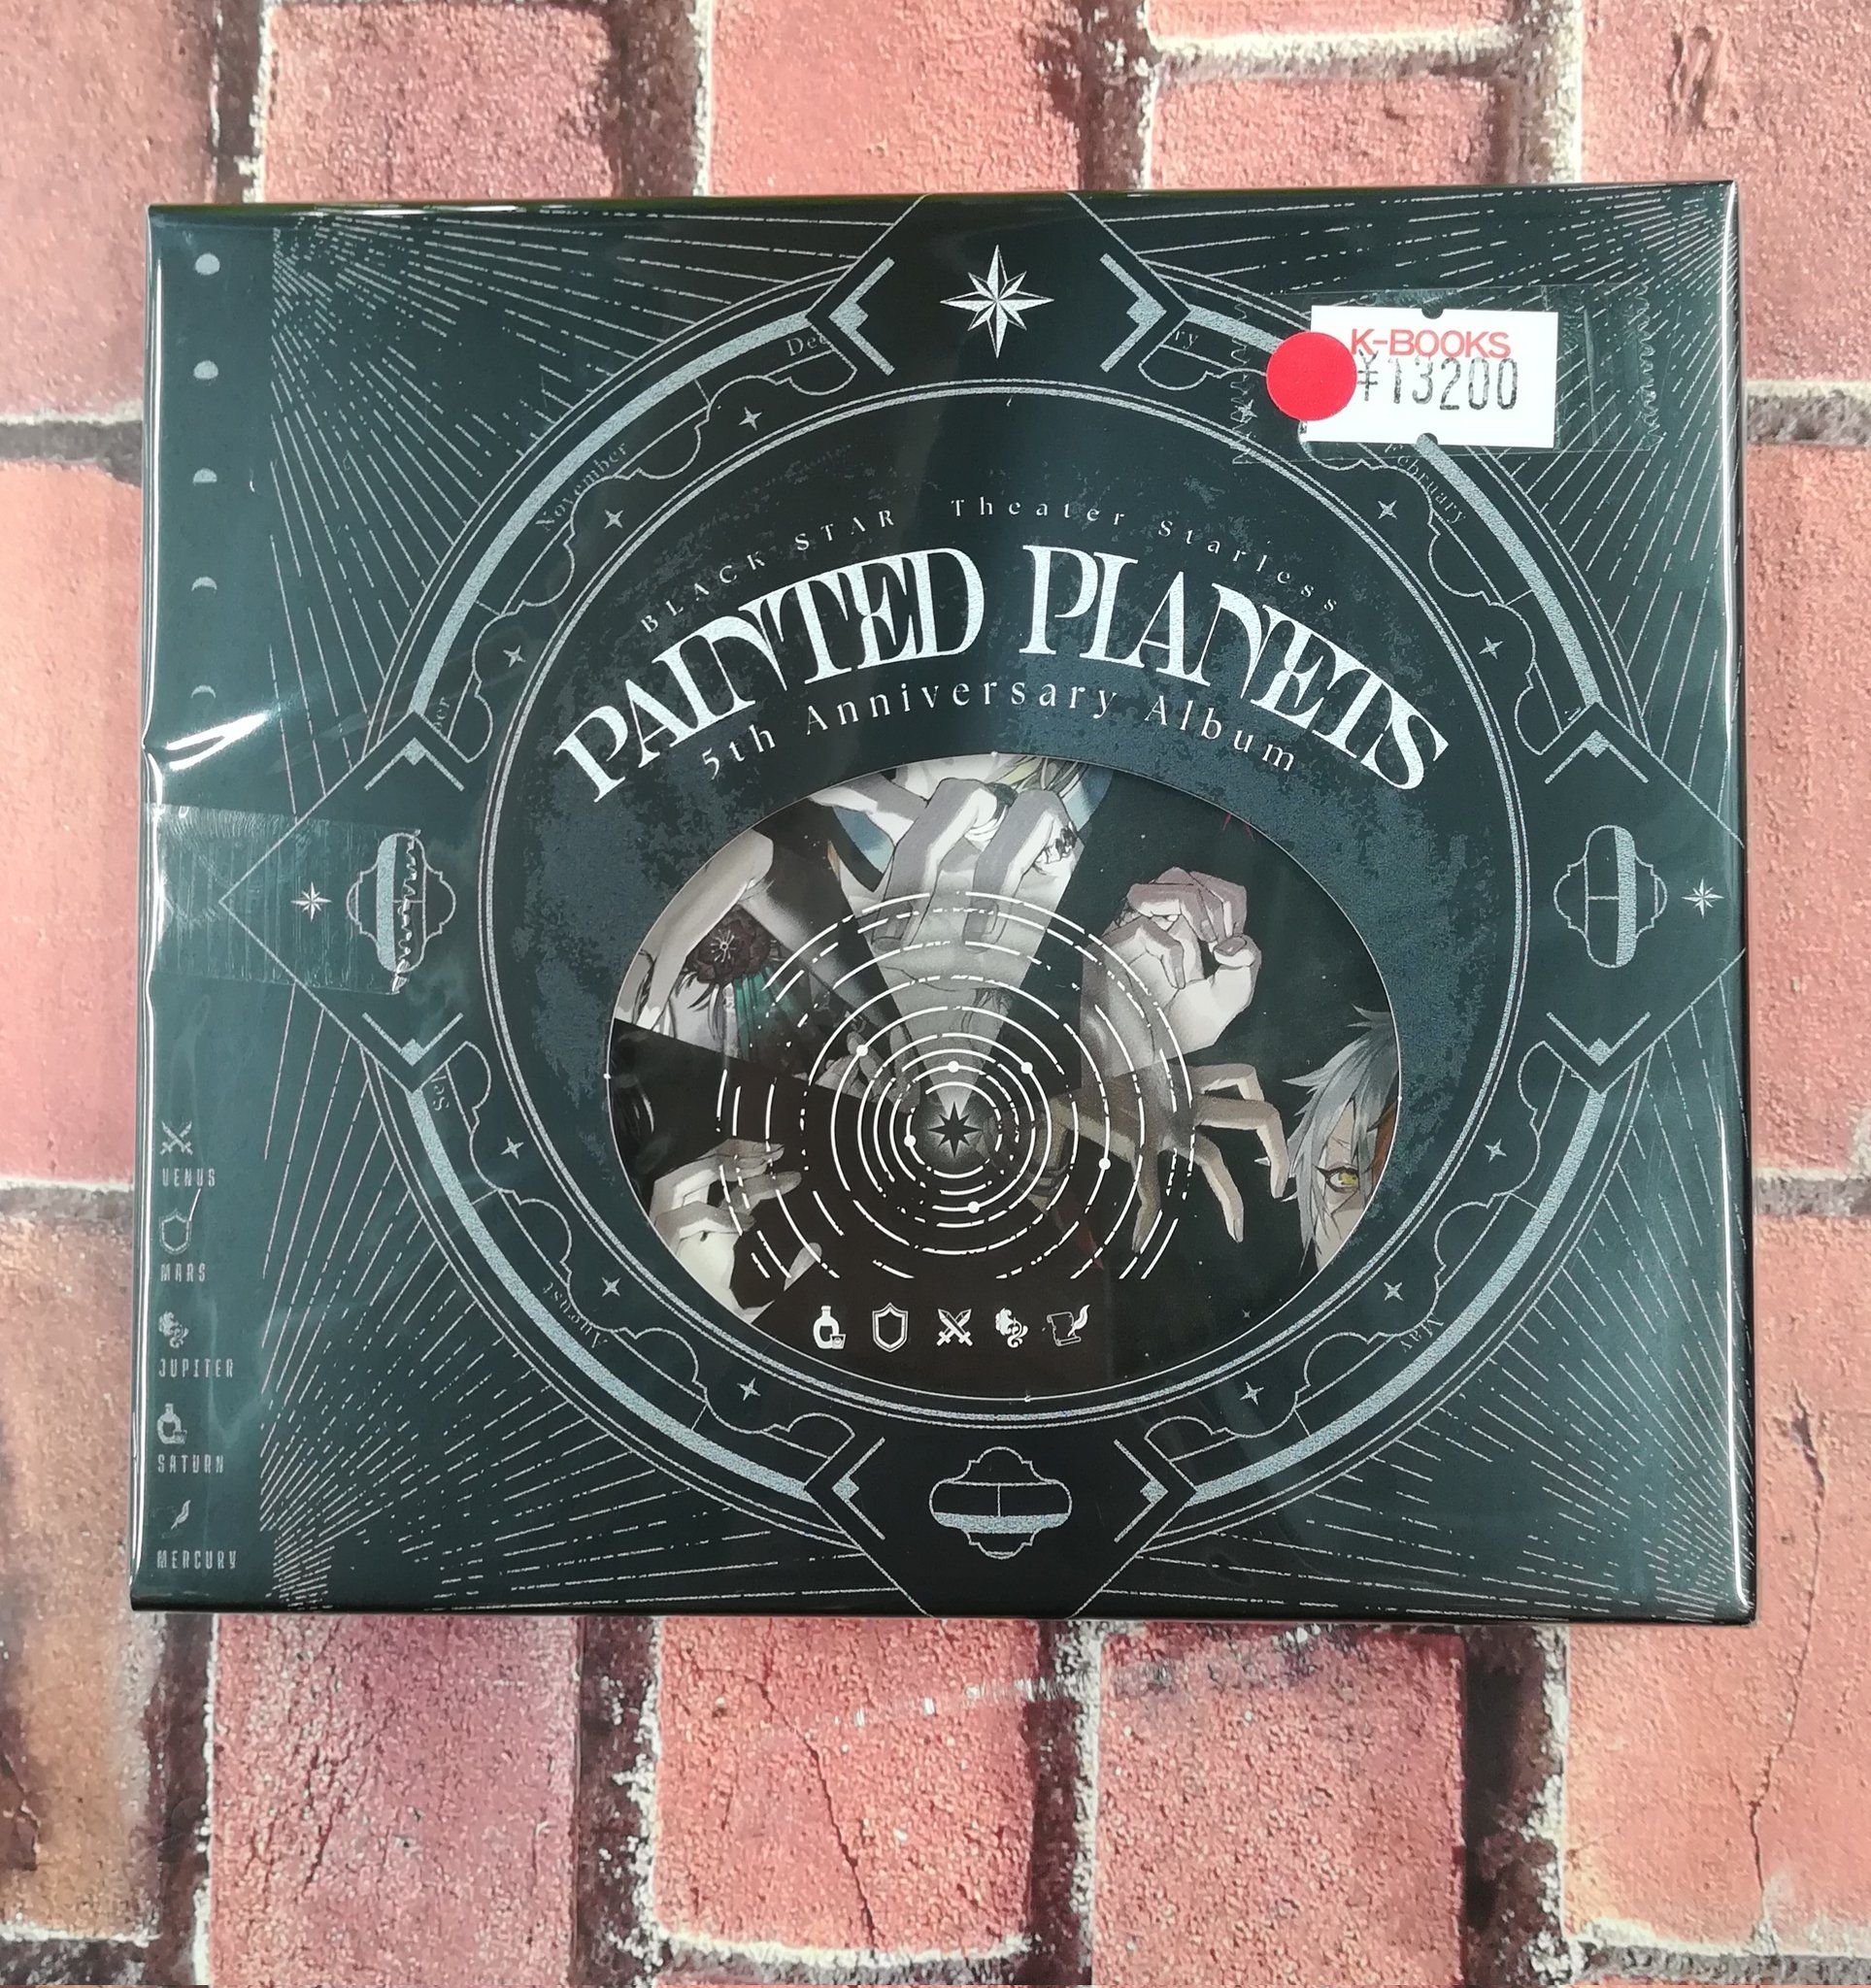 K-BOOKS
¥13200
November
February
BLACK STAR Theater Starless
PAINTED PLANETS
5th Anniversary Album
VENUS
MARS
JUPITER
SATURN
MERCURY
August
May